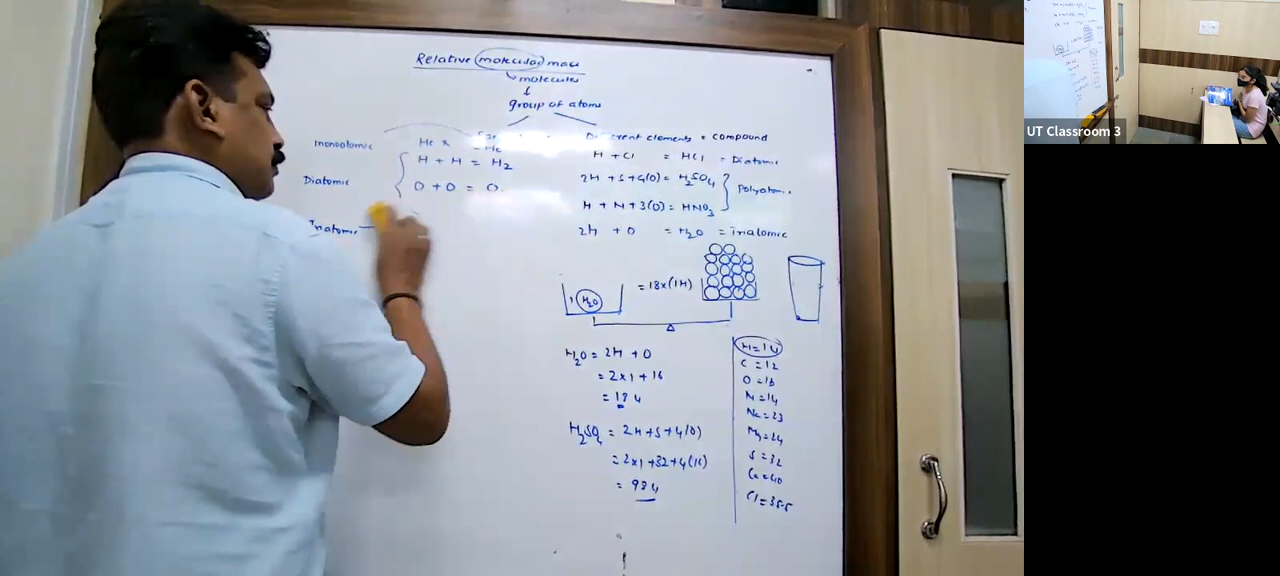 Relative molecular mass
molecules
↓
group of atoms
Different elements = compound
Monoatomic He
H + H = H₂
Diatomic
O + O = O
Triatomic
H + Cl = HCl = Diatomic
2H + S + 4(O) = H₂SO₄
Polyatomic
H + N + 3(O) = HNO₃
2H + O = H₂O = Triatomic
H₂O = 18x(1H)
H₂O = 2H + O
= 2x1 + 16
= 18 u
H₂SO₄ = 2H + S + 4(O)
= 2x1 + 32 + 4(16)
= 98 u
H = 1 u
C = 12
O = 16
N = 14
Na = 23
Mg = 24
S = 32
Ca = 40
Cl = 35.5
UT Classroom 3